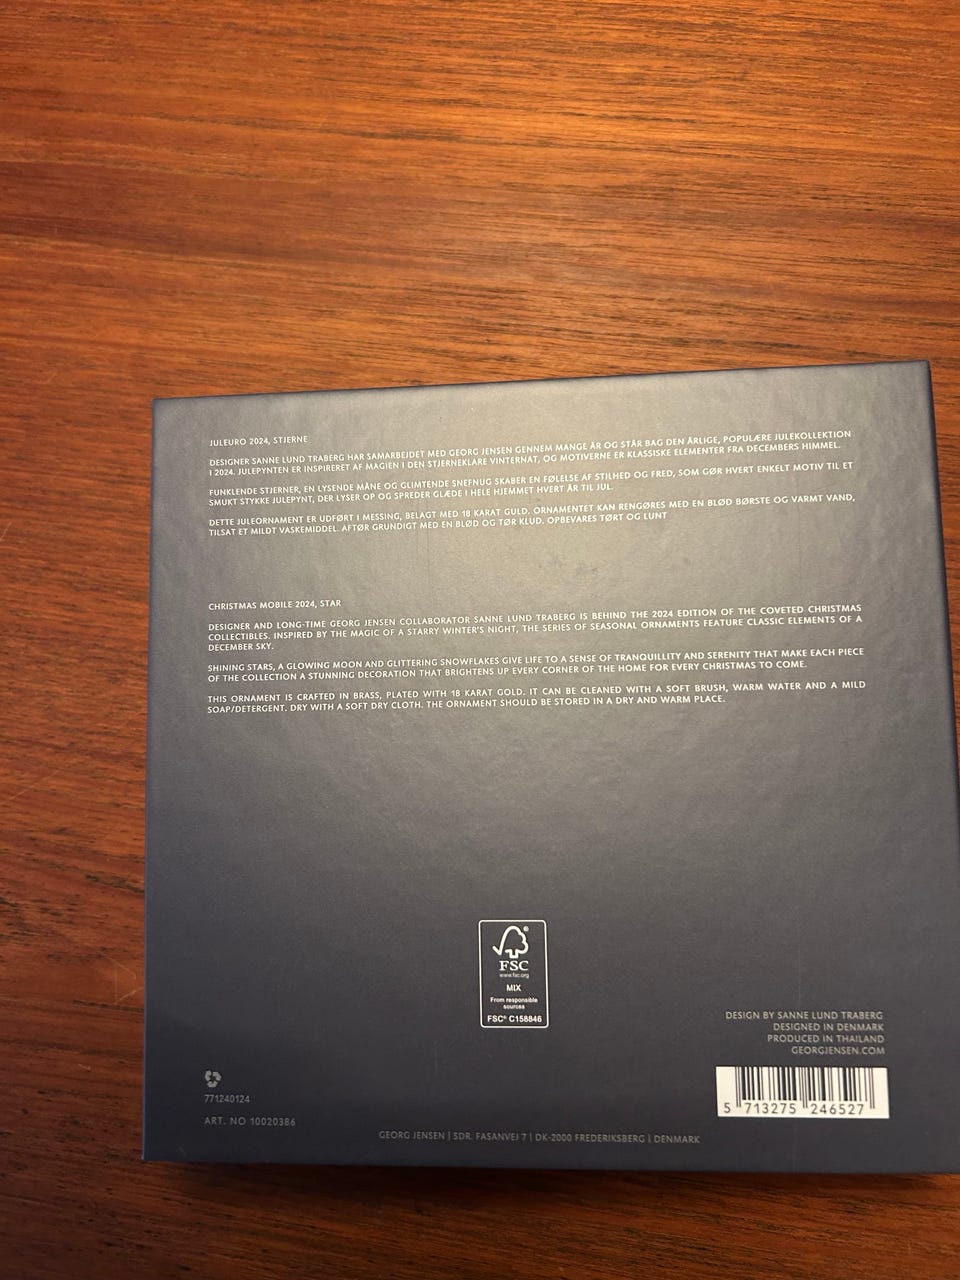 JULEURO 2024, STJERNE
DESIGNER SANNE LUND TRABERG HAR SAMARBEJDET MED GEORG JENSEN GENNEM MANGE ÅR OG STÅR BAG DEN ÅRLIGE, POPULÆRE JULEKOLLEKTION
I 2024. JULEPYNTEN ER INSPIRERET AF MAGIEN I DEN STJERNEKLARE VINTERNAT, OG MOTIVERNE ER KLASSISKE ELEMENTER FRA DECEMBERS HIMMEL.
FUNKLENDE STJERNER, EN LYSENDE MÅNE OG GLIMTENDE SNEFNUG SKABER EN FØLELSE AF STILHED OG FRED, SOM GØR HVERT ENKELT MOTIV TIL ET
SMUKT STYKKE JULEPYNT, DER LYSER OP OG SPREDER GLÆDE I HELE HJEMMET HVERT ÅR TIL JUL.
DETTE JULEORNAMENT ER UDFØRT I MESSING, BELAGT MED 18 KARAT GULD. ORNAMENTET KAN RENGØRES MED EN BLØD BØRSTE OG VARMT VAND,
TILSAT ET MILDT VASKEMIDDEL. AFTØR GRUNDIGT MED EN BLØD OG TØR KLUD. OPBEVARES TØRT OG LUNT
CHRISTMAS MOBILE 2024, STAR
DESIGNER AND LONG-TIME GEORG JENSEN COLLABORATOR SANNE LUND TRABERG IS BEHIND THE 2024 EDITION OF THE COVETED CHRISTMAS
COLLECTIBLES. INSPIRED BY THE MAGIC OF A STARRY WINTER'S NIGHT, THE SERIES OF SEASONAL ORNAMENTS FEATURE CLASSIC ELEMENTS OF A
DECEMBER SKY.
SHINING STARS, A GLOWING MOON AND GLITTERING SNOWFLAKES GIVE LIFE TO A SENSE OF TRANQUILLITY AND SERENITY THAT MAKE EACH PIECE
OF THE COLLECTION A STUNNING DECORATION THAT BRIGHTENS UP EVERY CORNER OF THE HOME FOR EVERY CHRISTMAS TO COME.
THIS ORNAMENT IS CRAFTED IN BRASS, PLATED WITH 18 KARAT GOLD. IT CAN BE CLEANED WITH A SOFT BRUSH, WARM WATER AND A MILD
SOAP/DETERGENT. DRY WITH A SOFT DRY CLOTH. THE ORNAMENT SHOULD BE STORED IN A DRY AND WARM PLACE.
FSC
www.fsc.org
MIX
From responsible
sources
FSC® C158846
DESIGN BY SANNE LUND TRABERG
DESIGNED IN DENMARK
PRODUCED IN THAILAND
GEORGJENSEN.COM
5 713275 246527
771240124
ART. NO 10020386
GEORG JENSEN | SDR. FASANVEJ 7 | DK-2000 FREDERIKSBERG | DENMARK